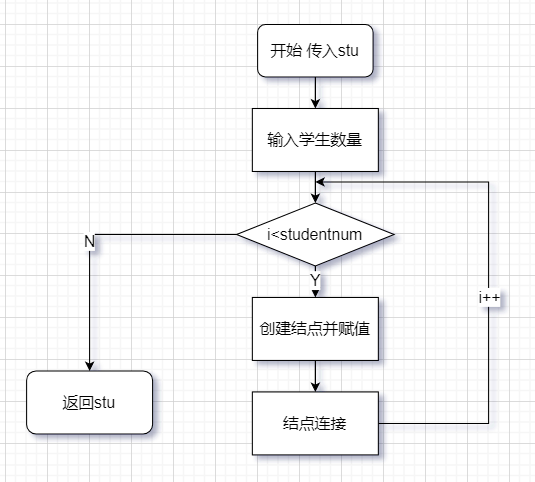 开始 传入stu
输入学生数量
i<studentnum
N
Y
i++
创建结点并赋值
返回stu
结点连接